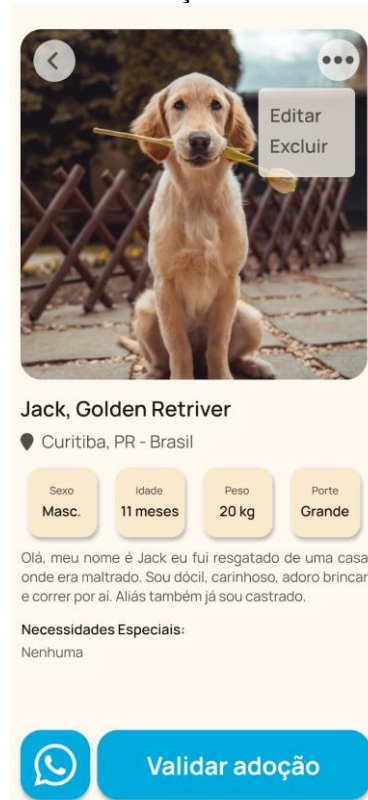 Editar
Excluir
Jack, Golden Retriver
Curitiba, PR - Brasil
Sexo
Masc.
Idade
11 meses
Peso
20 kg
Porte
Grande
Olá, meu nome é Jack eu fui resgatado de uma casa
onde era maltrado. Sou dócil, carinhoso, adoro brincar
e correr por aí. Aliás também já sou castrado.
Necessidades Especiais:
Nenhuma
Validar adoção